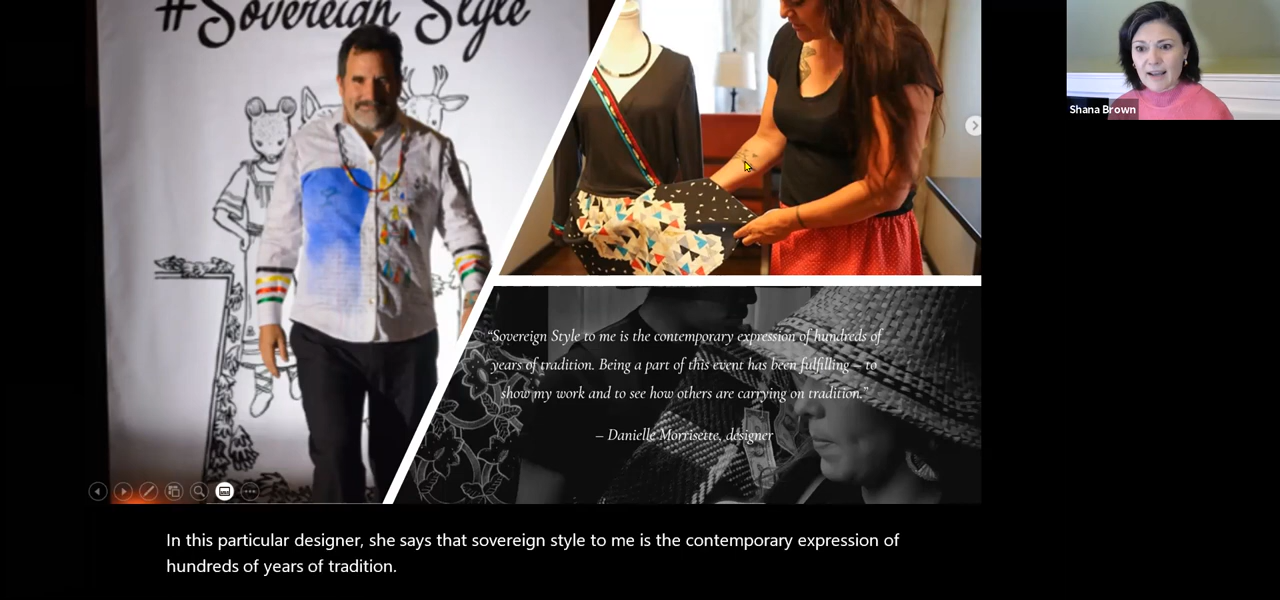 #Sovereign Style
Shana Brown
“Sovereign Style to me is the contemporary expression of hundreds of
years of tradition. Being a part of this event has been fulfilling – to
show my work and to see how others are carrying on tradition.”
– Danielle Morrisette, designer
In this particular designer, she says that sovereign style to me is the contemporary expression of
hundreds of years of tradition.